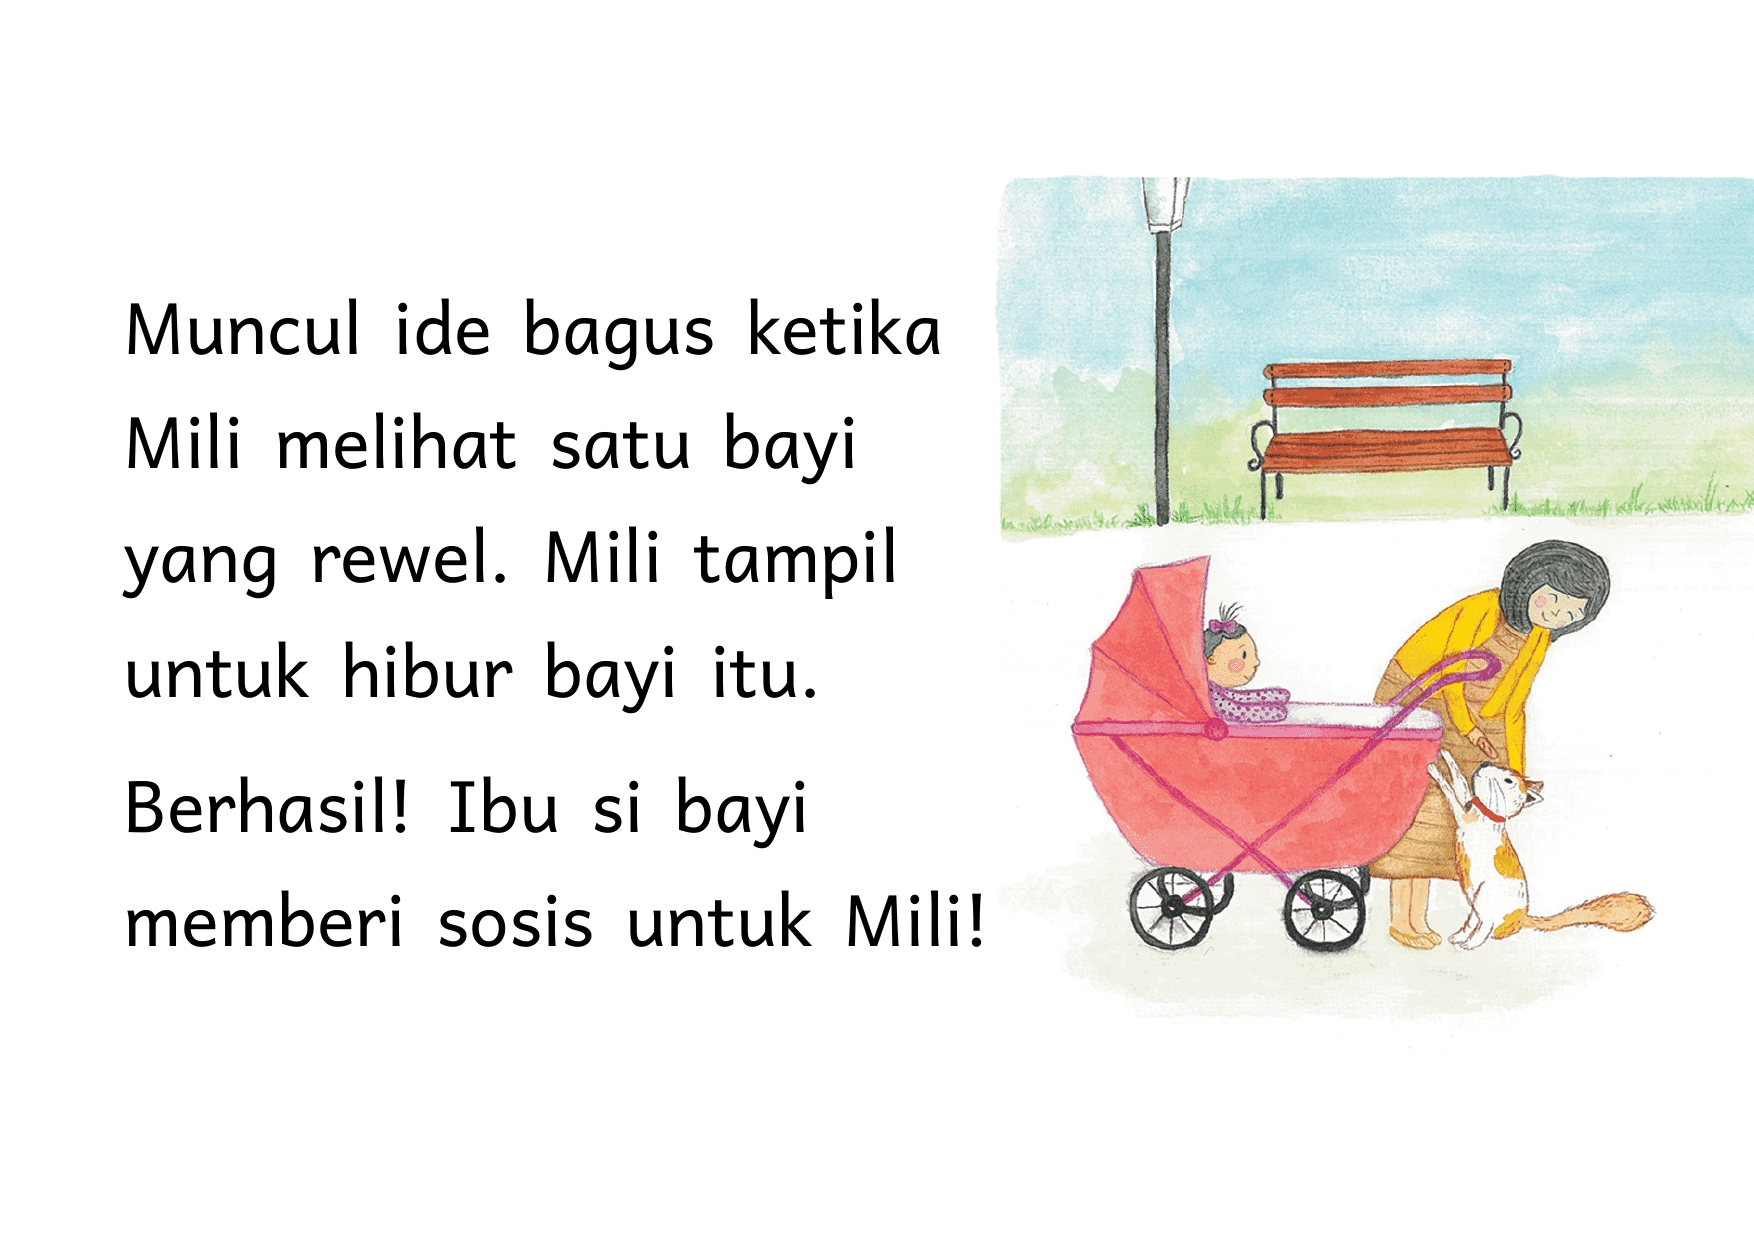 Muncul ide bagus ketika
Mili melihat satu bayi
yang rewel. Mili tampil
untuk hibur bayi itu.
Berhasil! Ibu si bayi
memberi sosis untuk Mili!